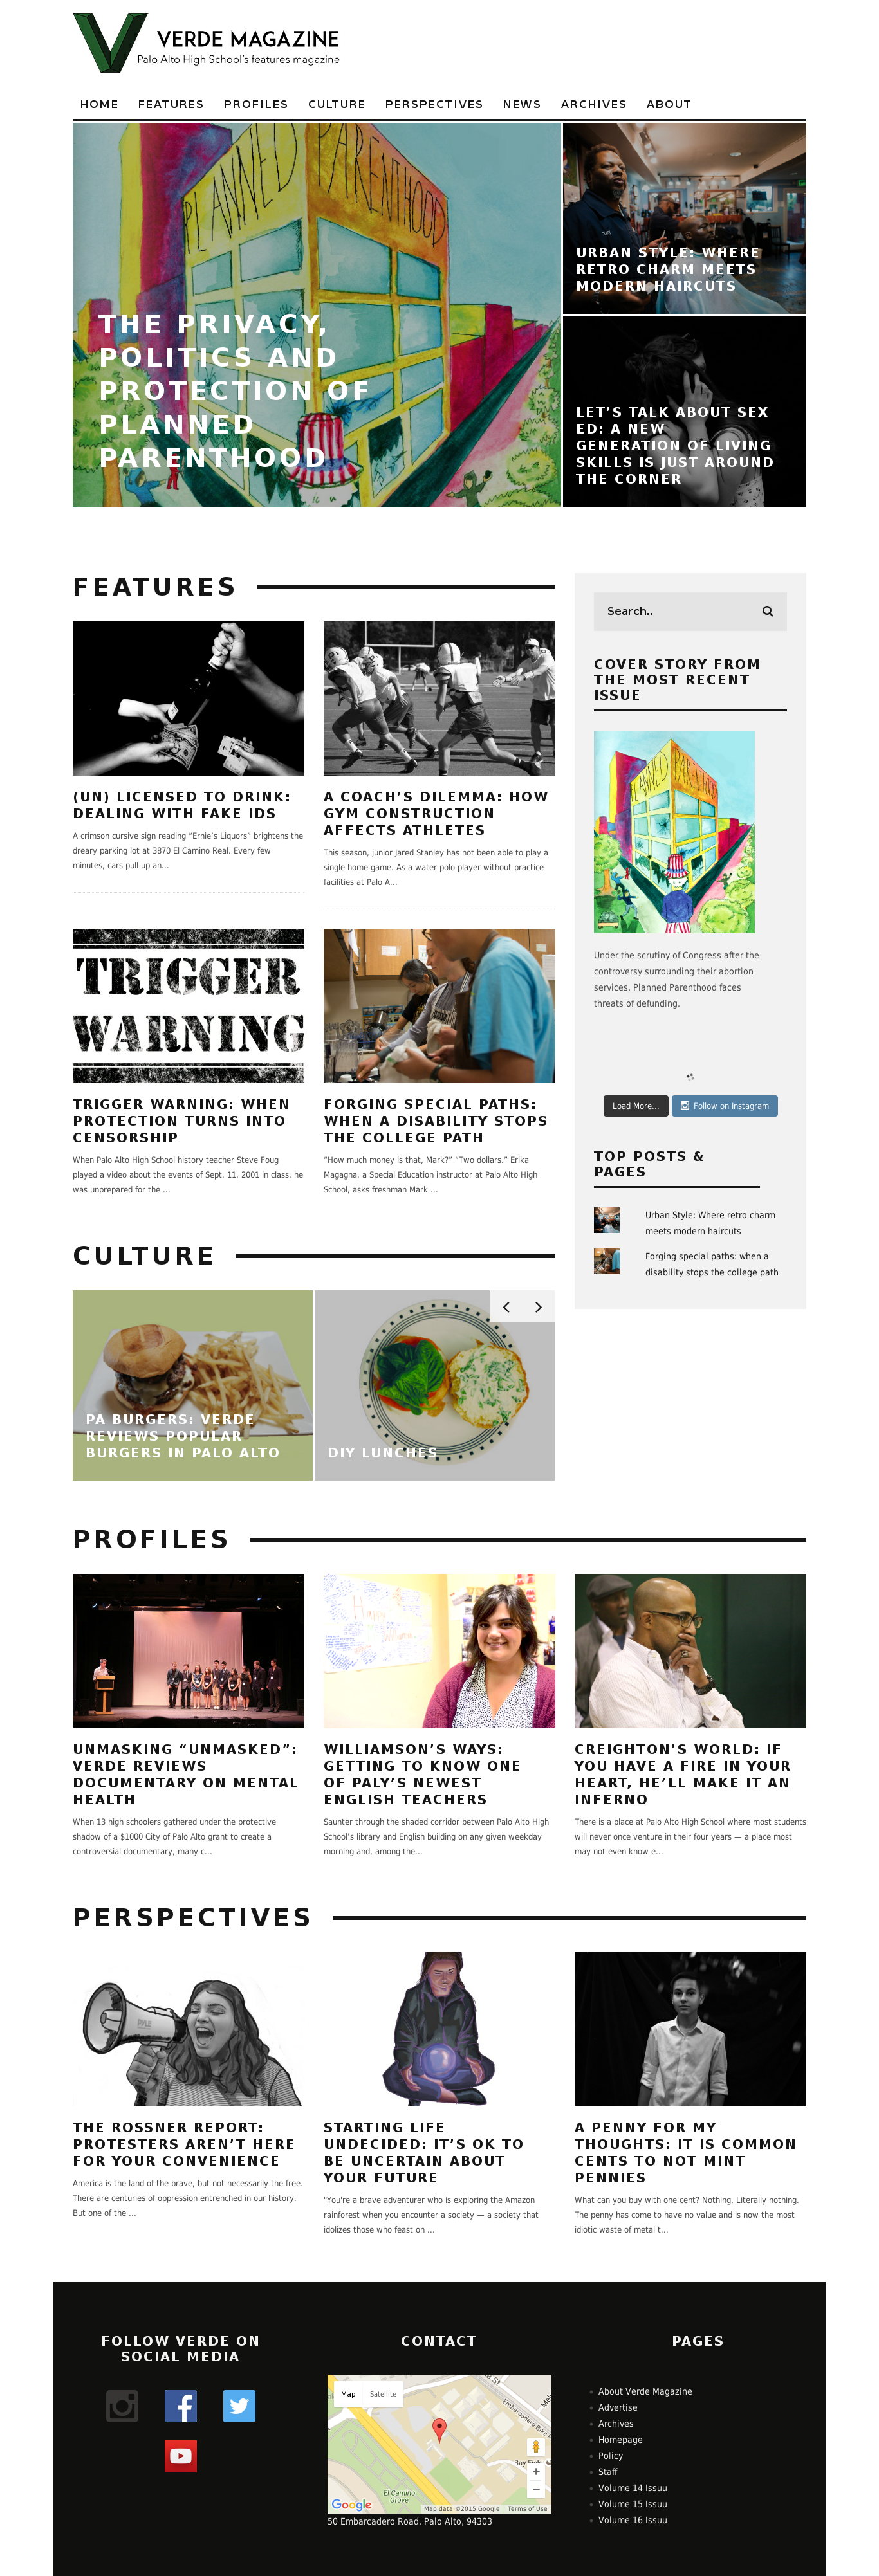 VERDE MAGAZINE
Palo Alto High School's features magazine
HOME FEATURES PROFILES CULTURE PERSPECTIVES NEWS ARCHIVES ABOUT
PLANNED PARENTHOOD
THE PRIVACY,
POLITICS AND
PROTECTION OF
PLANNED
PARENTHOOD
URBAN STYLE: WHERE
RETRO CHARM MEETS
MODERN HAIRCUTS
LET’S TALK ABOUT SEX
ED: A NEW
GENERATION OF LIVING
SKILLS IS JUST AROUND
THE CORNER
FEATURES
(UN) LICENSED TO DRINK:
DEALING WITH FAKE IDS
A crimson cursive sign reading “Ernie’s Liquors” brightens the
dreary parking lot at 3870 El Camino Real. Every few
minutes, cars pull up an...
A COACH’S DILEMMA: HOW
GYM CONSTRUCTION
AFFECTS ATHLETES
This season, junior Jared Stanley has not been able to play a
single home game. As a water polo player without practice
facilities at Palo A...
TRIGGER
WARNING
TRIGGER WARNING: WHEN
PROTECTION TURNS INTO
CENSORSHIP
When Palo Alto High School history teacher Steve Foug
played a video about the events of Sept. 11, 2001 in class, he
was unprepared for the ...
FORGING SPECIAL PATHS:
WHEN A DISABILITY STOPS
THE COLLEGE PATH
“How much money is that, Mark?” “Two dollars.” Erika
Magagna, a Special Education instructor at Palo Alto High
School, asks freshman Mark ...
Search..
COVER STORY FROM
THE MOST RECENT
ISSUE
PLANNED PARENTHOOD
Under the scrutiny of Congress after the
controversy surrounding their abortion
services, Planned Parenthood faces
threats of defunding.
Load More... Follow on Instagram
TOP POSTS &
PAGES
Urban Style: Where retro charm
meets modern haircuts
Forging special paths: when a
disability stops the college path
CULTURE
PA BURGERS: VERDE
REVIEWS POPULAR
BURGERS IN PALO ALTO
DIY LUNCHES
PROFILES
UNMASKING “UNMASKED”:
VERDE REVIEWS
DOCUMENTARY ON MENTAL
HEALTH
When 13 high schoolers gathered under the protective
shadow of a $1000 City of Palo Alto grant to create a
controversial documentary, many c...
WILLIAMSON’S WAYS:
GETTING TO KNOW ONE
OF PALY’S NEWEST
ENGLISH TEACHERS
Saunter through the shaded corridor between Palo Alto High
School’s library and English building on any given weekday
morning and, among the...
CREIGHTON’S WORLD: IF
YOU HAVE A FIRE IN YOUR
HEART, HE’LL MAKE IT AN
INFERNO
There is a place at Palo Alto High School where most students
will never once venture in their four years — a place most
may not even know e...
PERSPECTIVES
THE ROSSNER REPORT:
PROTESTERS AREN’T HERE
FOR YOUR CONVENIENCE
America is the land of the brave, but not necessarily the free.
There are centuries of oppression entrenched in our history.
But one of the ...
STARTING LIFE
UNDECIDED: IT’S OK TO
BE UNCERTAIN ABOUT
YOUR FUTURE
"You’re a brave adventurer who is exploring the Amazon
rainforest when you encounter a society — a society that
idolizes those who feast on ...
A PENNY FOR MY
THOUGHTS: IT IS COMMON
CENTS TO NOT MINT
PENNIES
What can you buy with one cent? Nothing, Literally nothing.
The penny has come to have no value and is now the most
idiotic waste of metal t...
FOLLOW VERDE ON
SOCIAL MEDIA
CONTACT
Map Satellite
Embarcadero Bike P
El Camino
Grove
Google
Map data ©2015 Google Terms of Use
50 Embarcadero Road, Palo Alto, 94303
PAGES
About Verde Magazine
Advertise
Archives
Homepage
Policy
Staff
Volume 14 Issuu
Volume 15 Issuu
Volume 16 Issuu